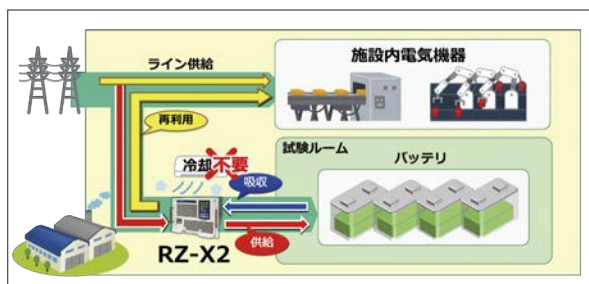 ライン供給
施設内電気機器
再利用
試験ルーム
バッテリ
冷却不要
吸収
供給
RZ-X2